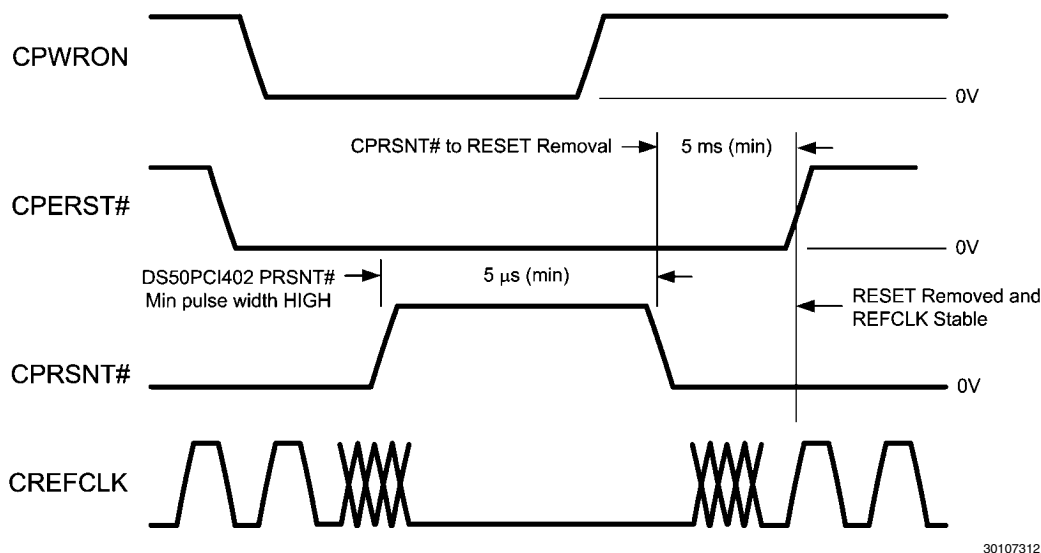 CPWRON
0V
CPRSNT# to RESET Removal
5 ms (min)
CPERST#
0V
DS50PCI402 PRSNT#
Min pulse width HIGH
5 μs (min)
RESET Removed and
REFCLK Stable
CPRSNT#
0V
CREFCLK
30107312